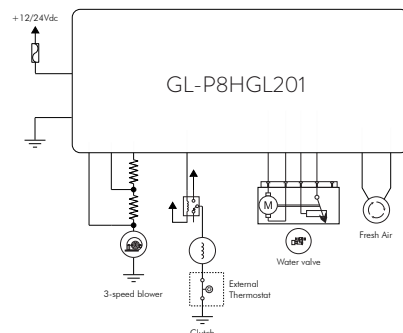 +12/24Vdc
GL-P8HGL201
M
Fresh Air
Water valve
External
Thermostat
3-speed blower
Clutch